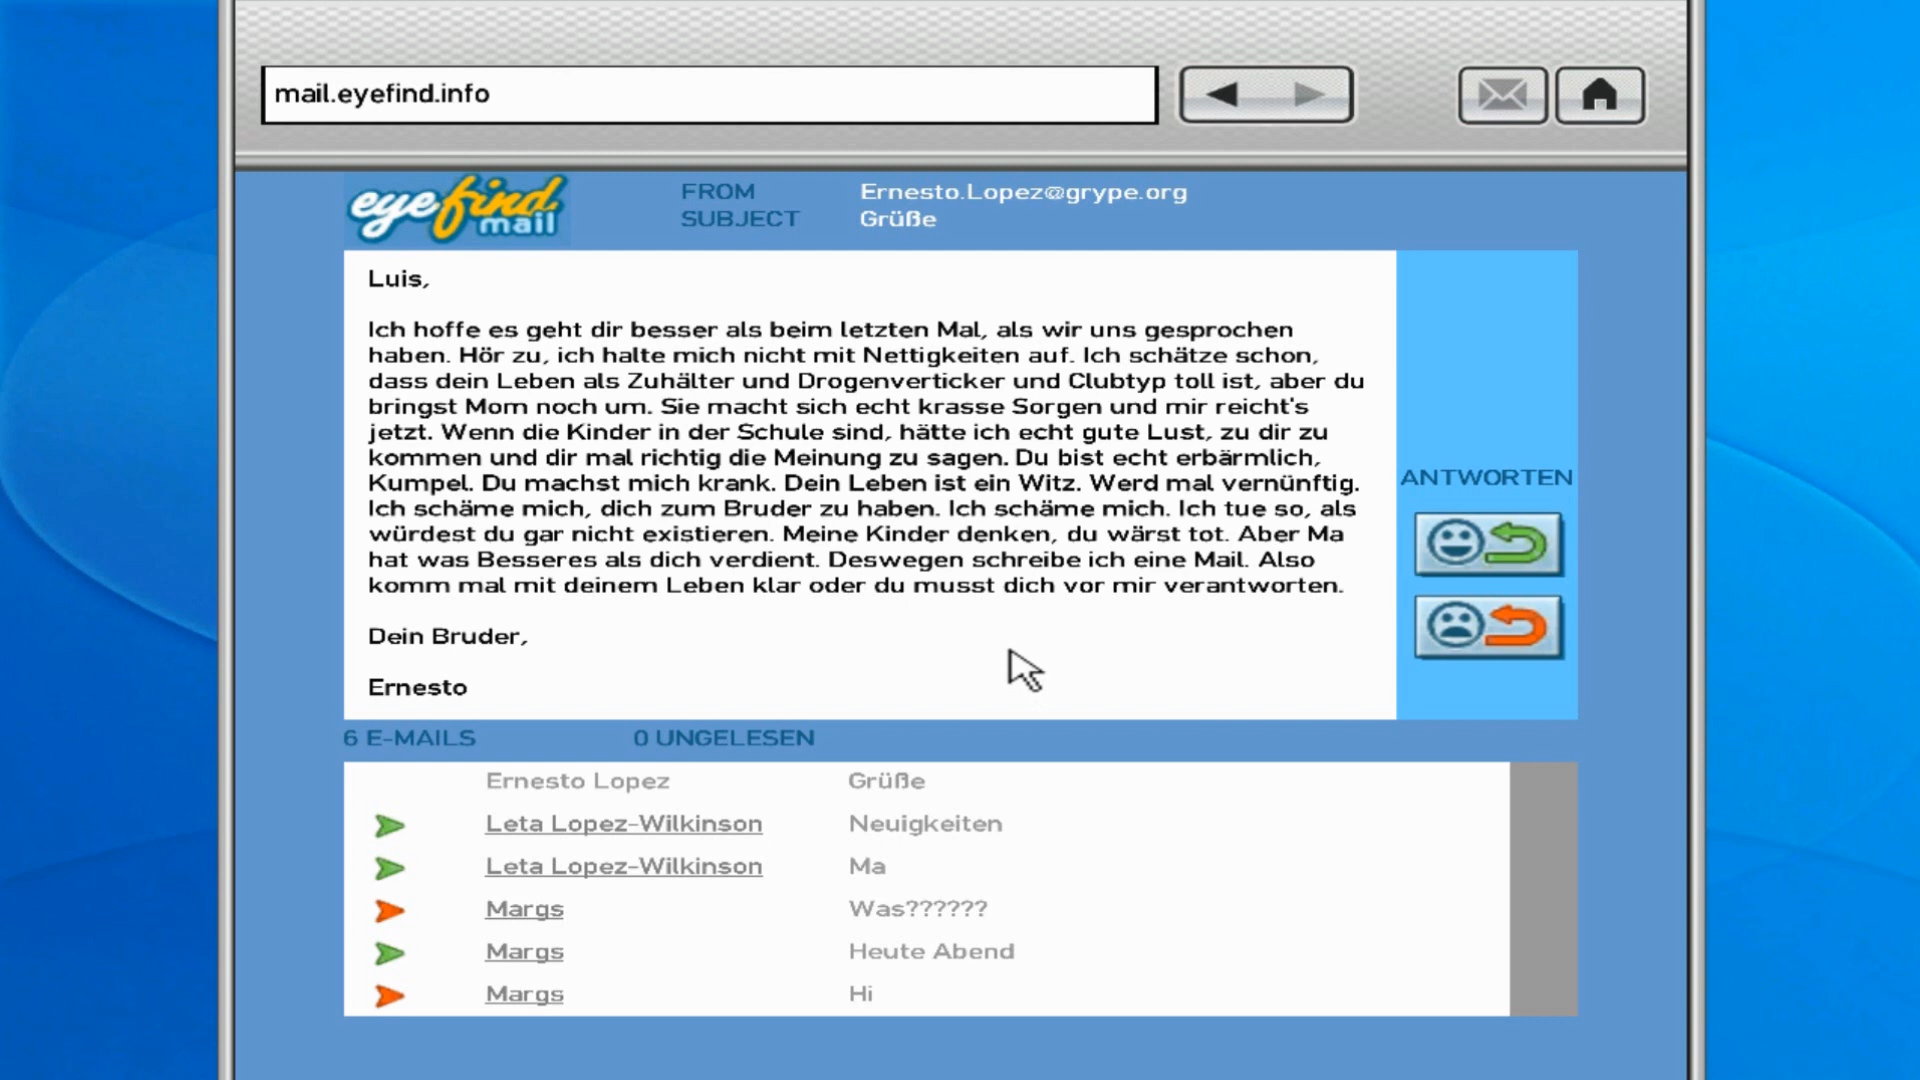 mail.eyefind.info
eyefind mail
FROM Ernesto.Lopez@grype.org
SUBJECT Grüße
Luis,
Ich hoffe es geht dir besser als beim letzten Mal, als wir uns gesprochen
haben. Hör zu, ich halte mich nicht mit Nettigkeiten auf. Ich schätze schon,
dass dein Leben als Zuhälter und Drogenverticker und Clubtyp toll ist, aber du
bringst Mom noch um. Sie macht sich echt krasse Sorgen und mir reicht's
jetzt. Wenn die Kinder in der Schule sind, hätte ich echt gute Lust, zu dir zu
kommen und dir mal richtig die Meinung zu sagen. Du bist echt erbärmlich,
Kumpel. Du machst mich krank. Dein Leben ist ein Witz. Werd mal vernünftig.
Ich schäme mich, dich zum Bruder zu haben. Ich schäme mich. Ich tue so, als
würdest du gar nicht existieren. Meine Kinder denken, du wärst tot. Aber Ma
hat was Besseres als dich verdient. Deswegen schreibe ich eine Mail. Also
komm mal mit deinem Leben klar oder du musst dich vor mir verantworten.
Dein Bruder,
Ernesto
ANTWORTEN
6 E-MAILS 0 UNGELESEN
Ernesto Lopez Grüße
Leta Lopez-Wilkinson Neuigkeiten
Leta Lopez-Wilkinson Ma
Margs Was??????
Margs Heute Abend
Margs Hi